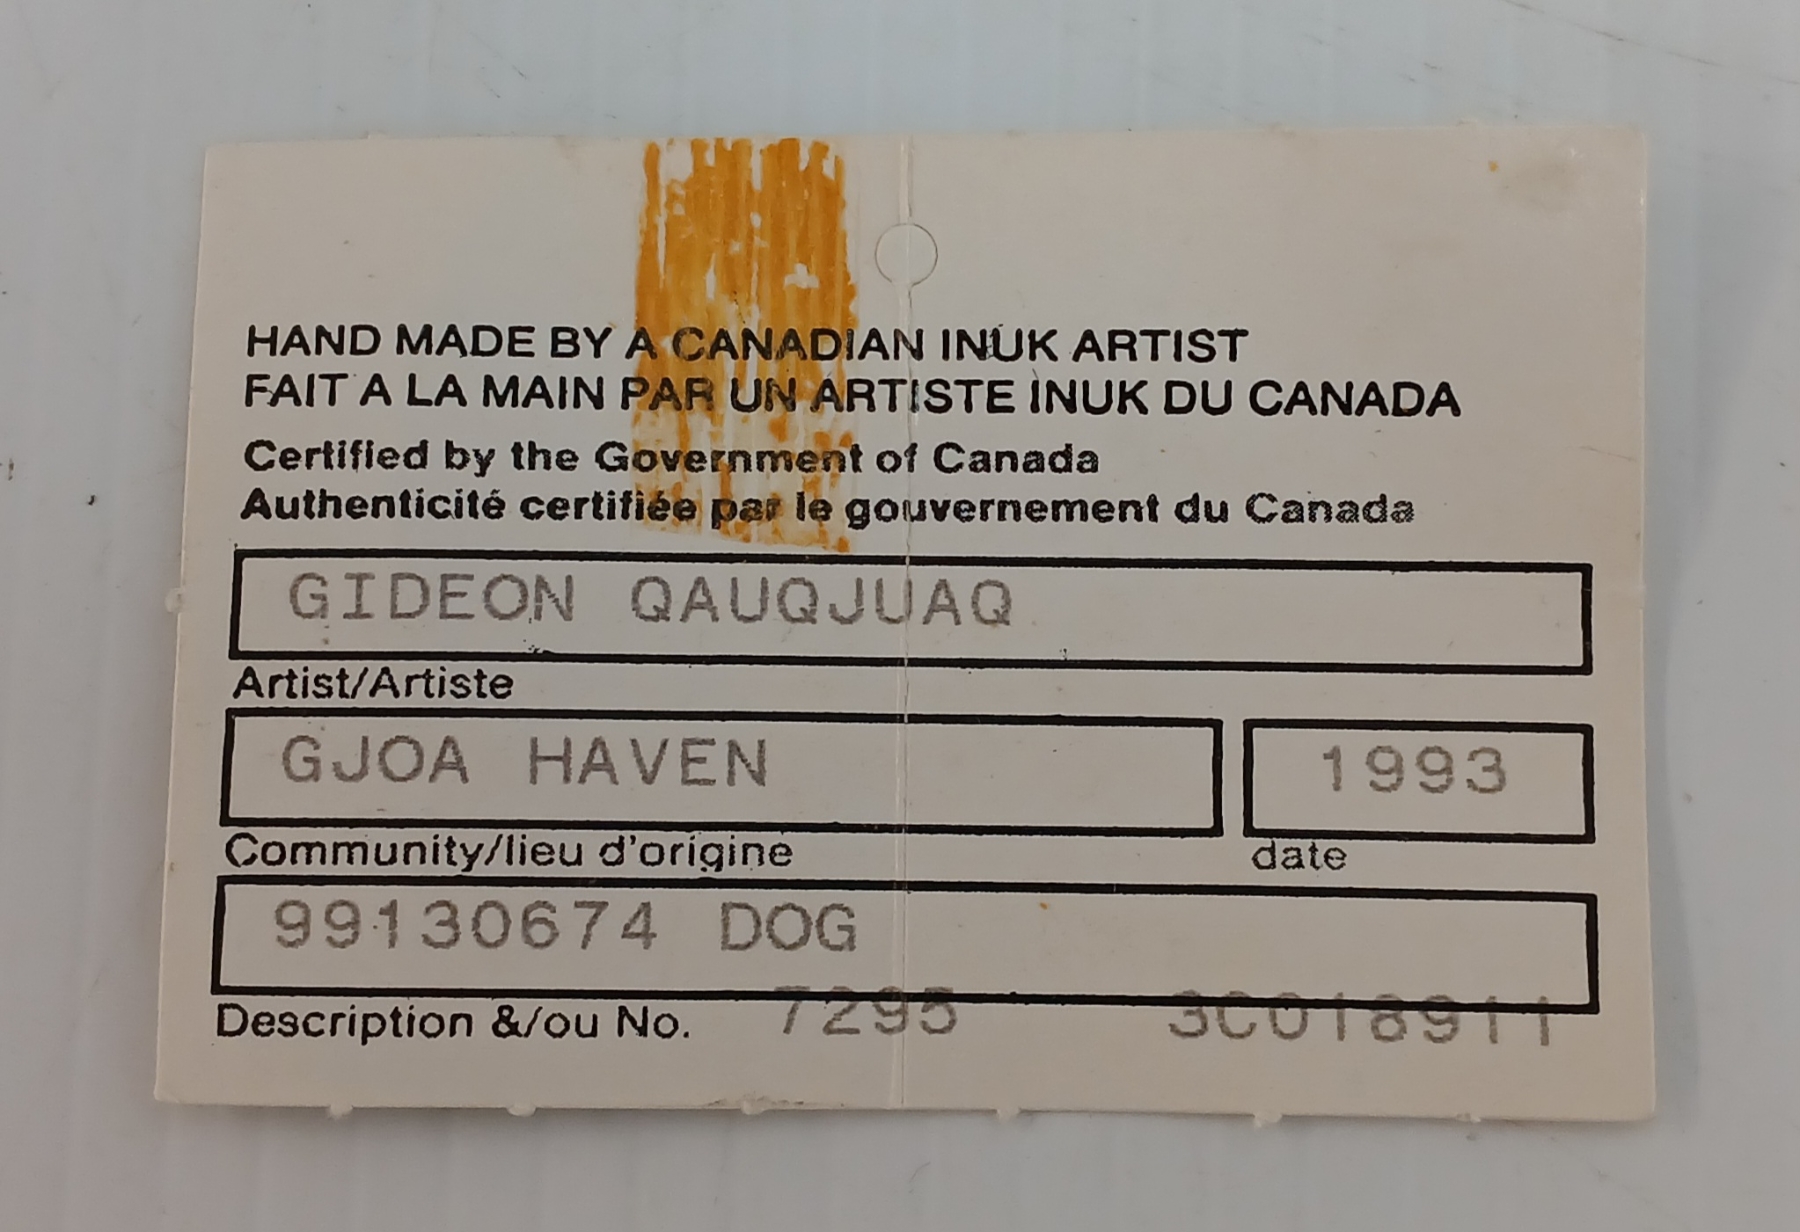 HAND MADE BY A CANADIAN INUK ARTIST
FAIT A LA MAIN PAR UN ARTISTE INUK DU CANADA
Certified by the Government of Canada
Authenticité certifiée par le gouvernement du Canada
GIDEON QAUQJUAQ
Artist/Artiste
GJOA HAVEN 1993
Community/lieu d'origine date
99130674 DOG
Description &/ou No. 7295 3C018911